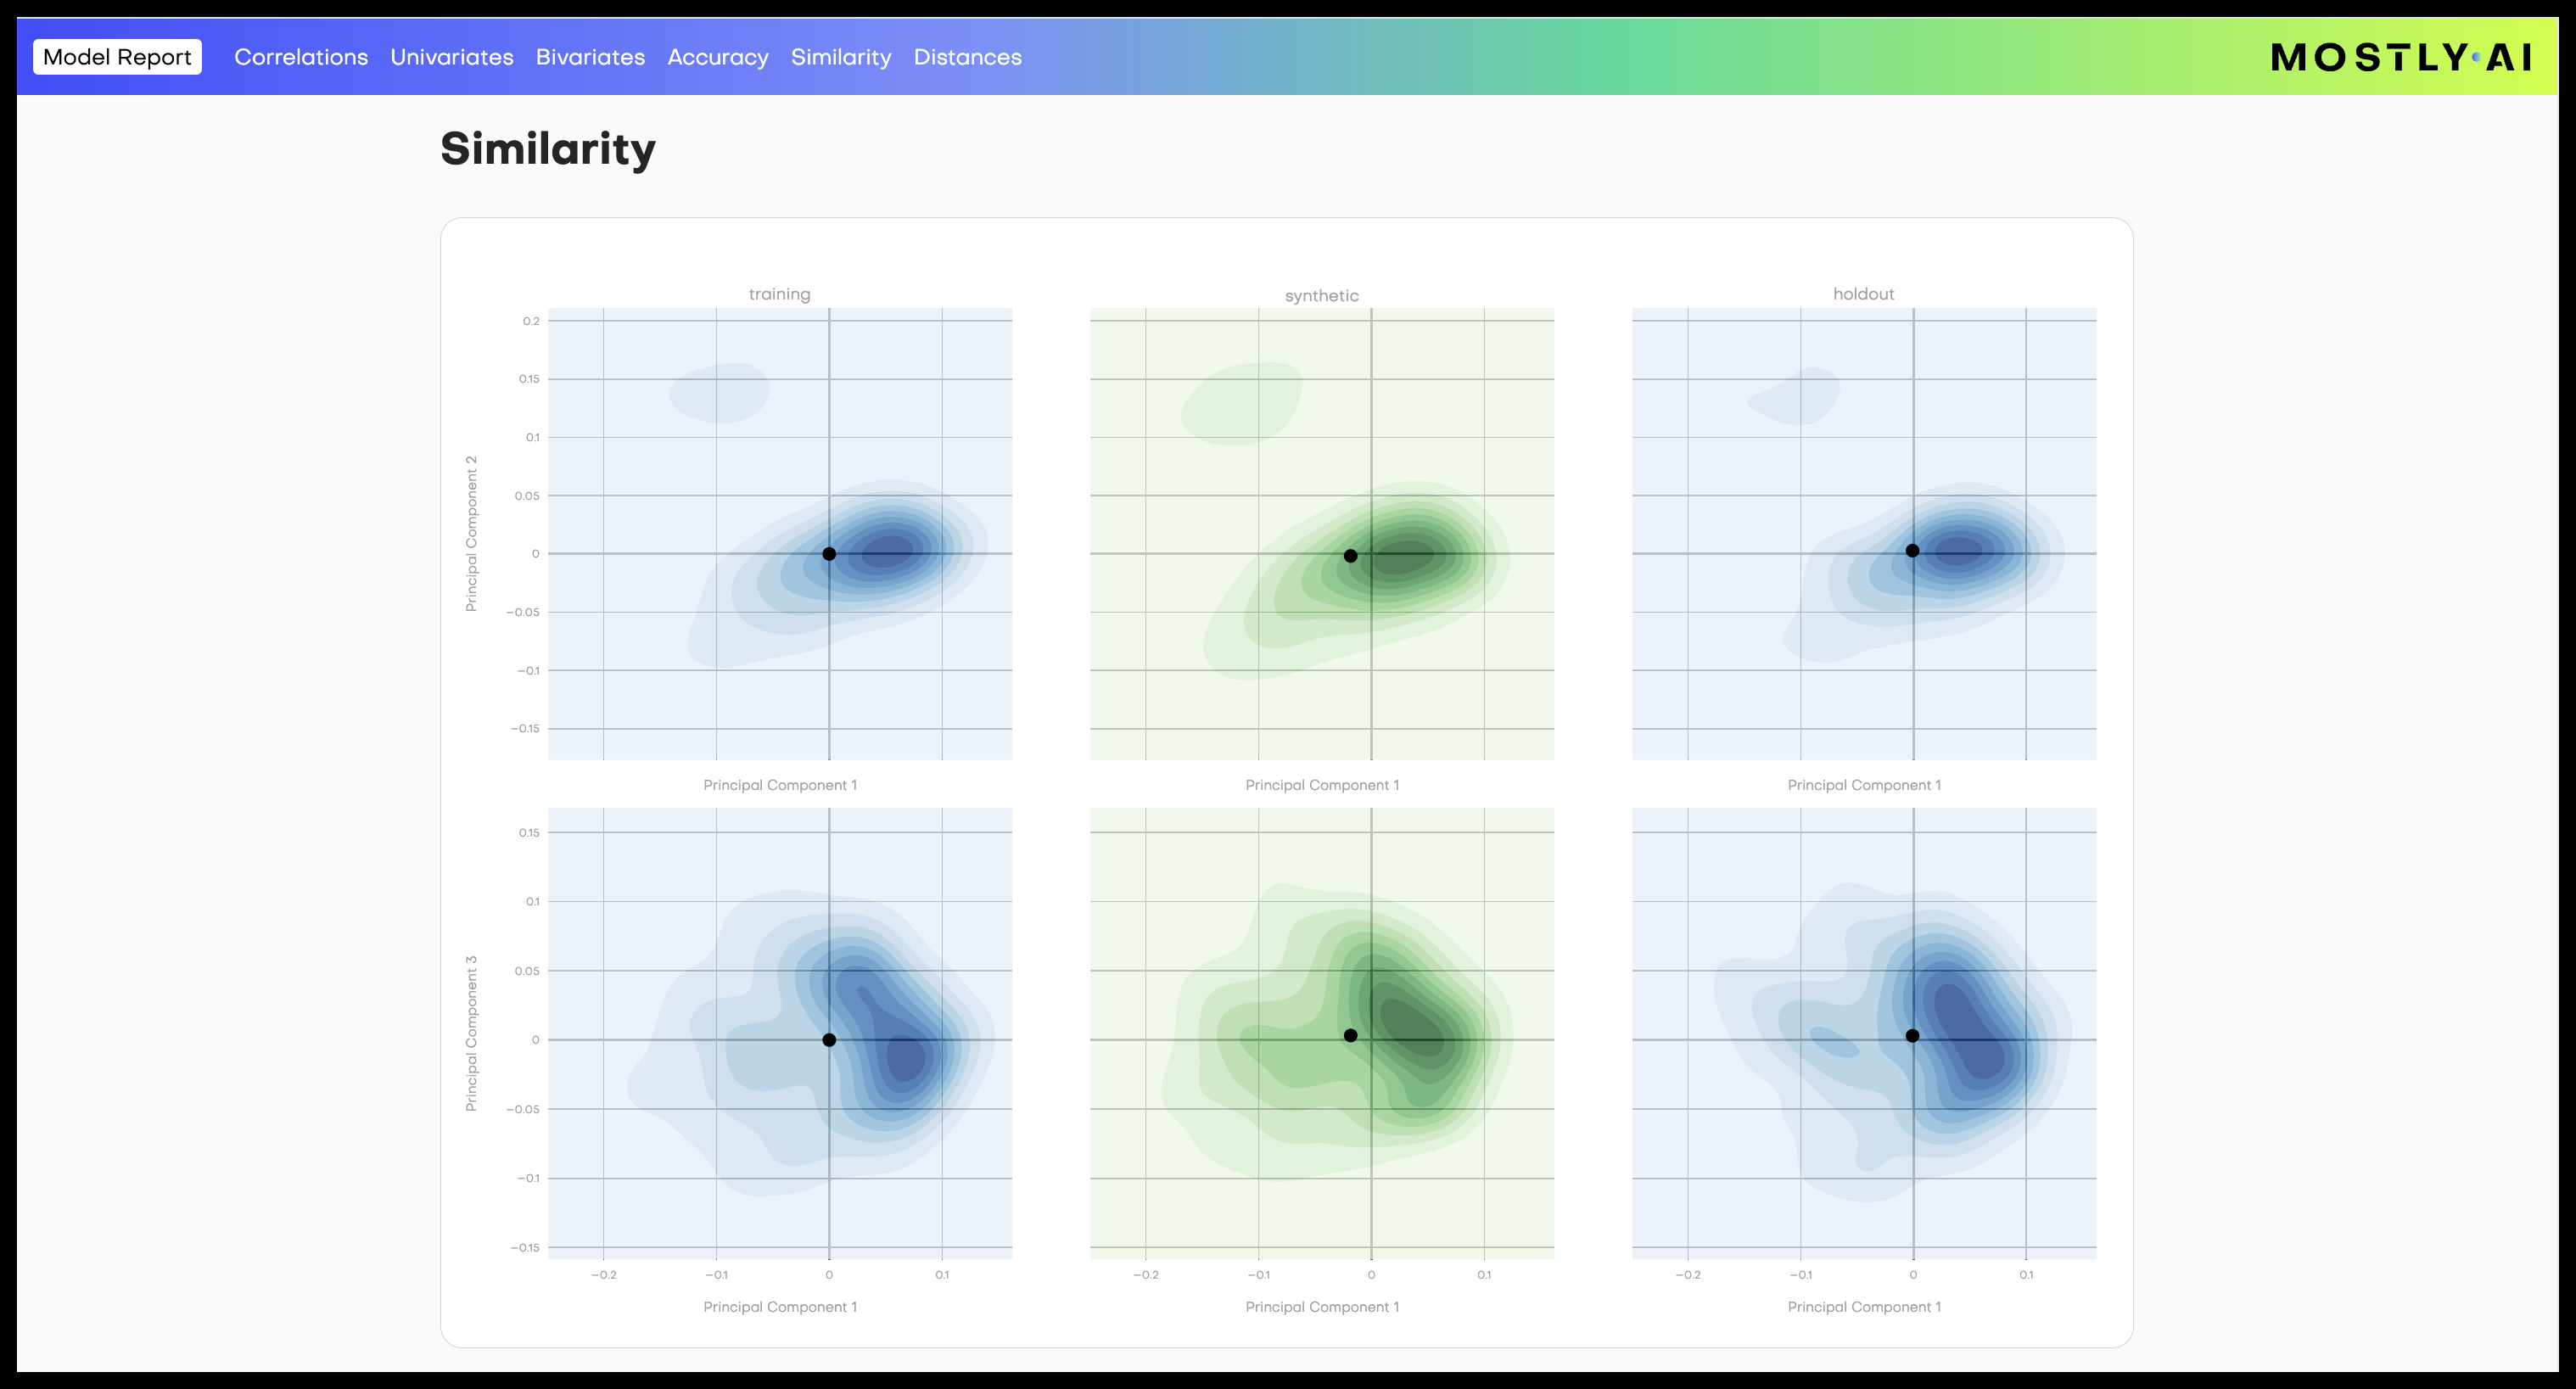 Model Report Correlations Univariates Bivariates Accuracy Similarity Distances MOSTLY·AI
Similarity
training synthetic holdout
0.2
0.15
0.1
0.05
0
−0.05
−0.1
−0.15
Principal Component 2
Principal Component 1 Principal Component 1 Principal Component 1
0.15
0.1
0.05
0
−0.05
−0.1
−0.15
Principal Component 3
−0.2 −0.1 0 0.1 −0.2 −0.1 0 0.1 −0.2 −0.1 0 0.1
Principal Component 1 Principal Component 1 Principal Component 1